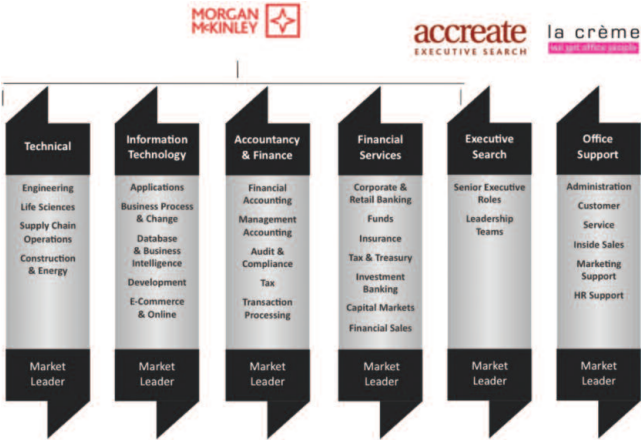 MORGAN
McKINLEY
accreate
EXECUTIVE SEARCH
la crème
we get office people
Technical
Engineering
Life Sciences
Supply Chain
Operations
Construction
& Energy
Market
Leader
Information
Technology
Applications
Business Process
& Change
Database
& Business
Intelligence
Development
E-Commerce
& Online
Market
Leader
Accountancy
& Finance
Financial
Accounting
Management
Accounting
Audit &
Compliance
Tax
Transaction
Processing
Market
Leader
Financial
Services
Corporate &
Retail Banking
Funds
Insurance
Tax & Treasury
Investment
Banking
Capital Markets
Financial Sales
Market
Leader
Executive
Search
Senior Executive
Roles
Leadership
Teams
Market
Leader
Office
Support
Administration
Customer
Service
Inside Sales
Marketing
Support
HR Support
Market
Leader